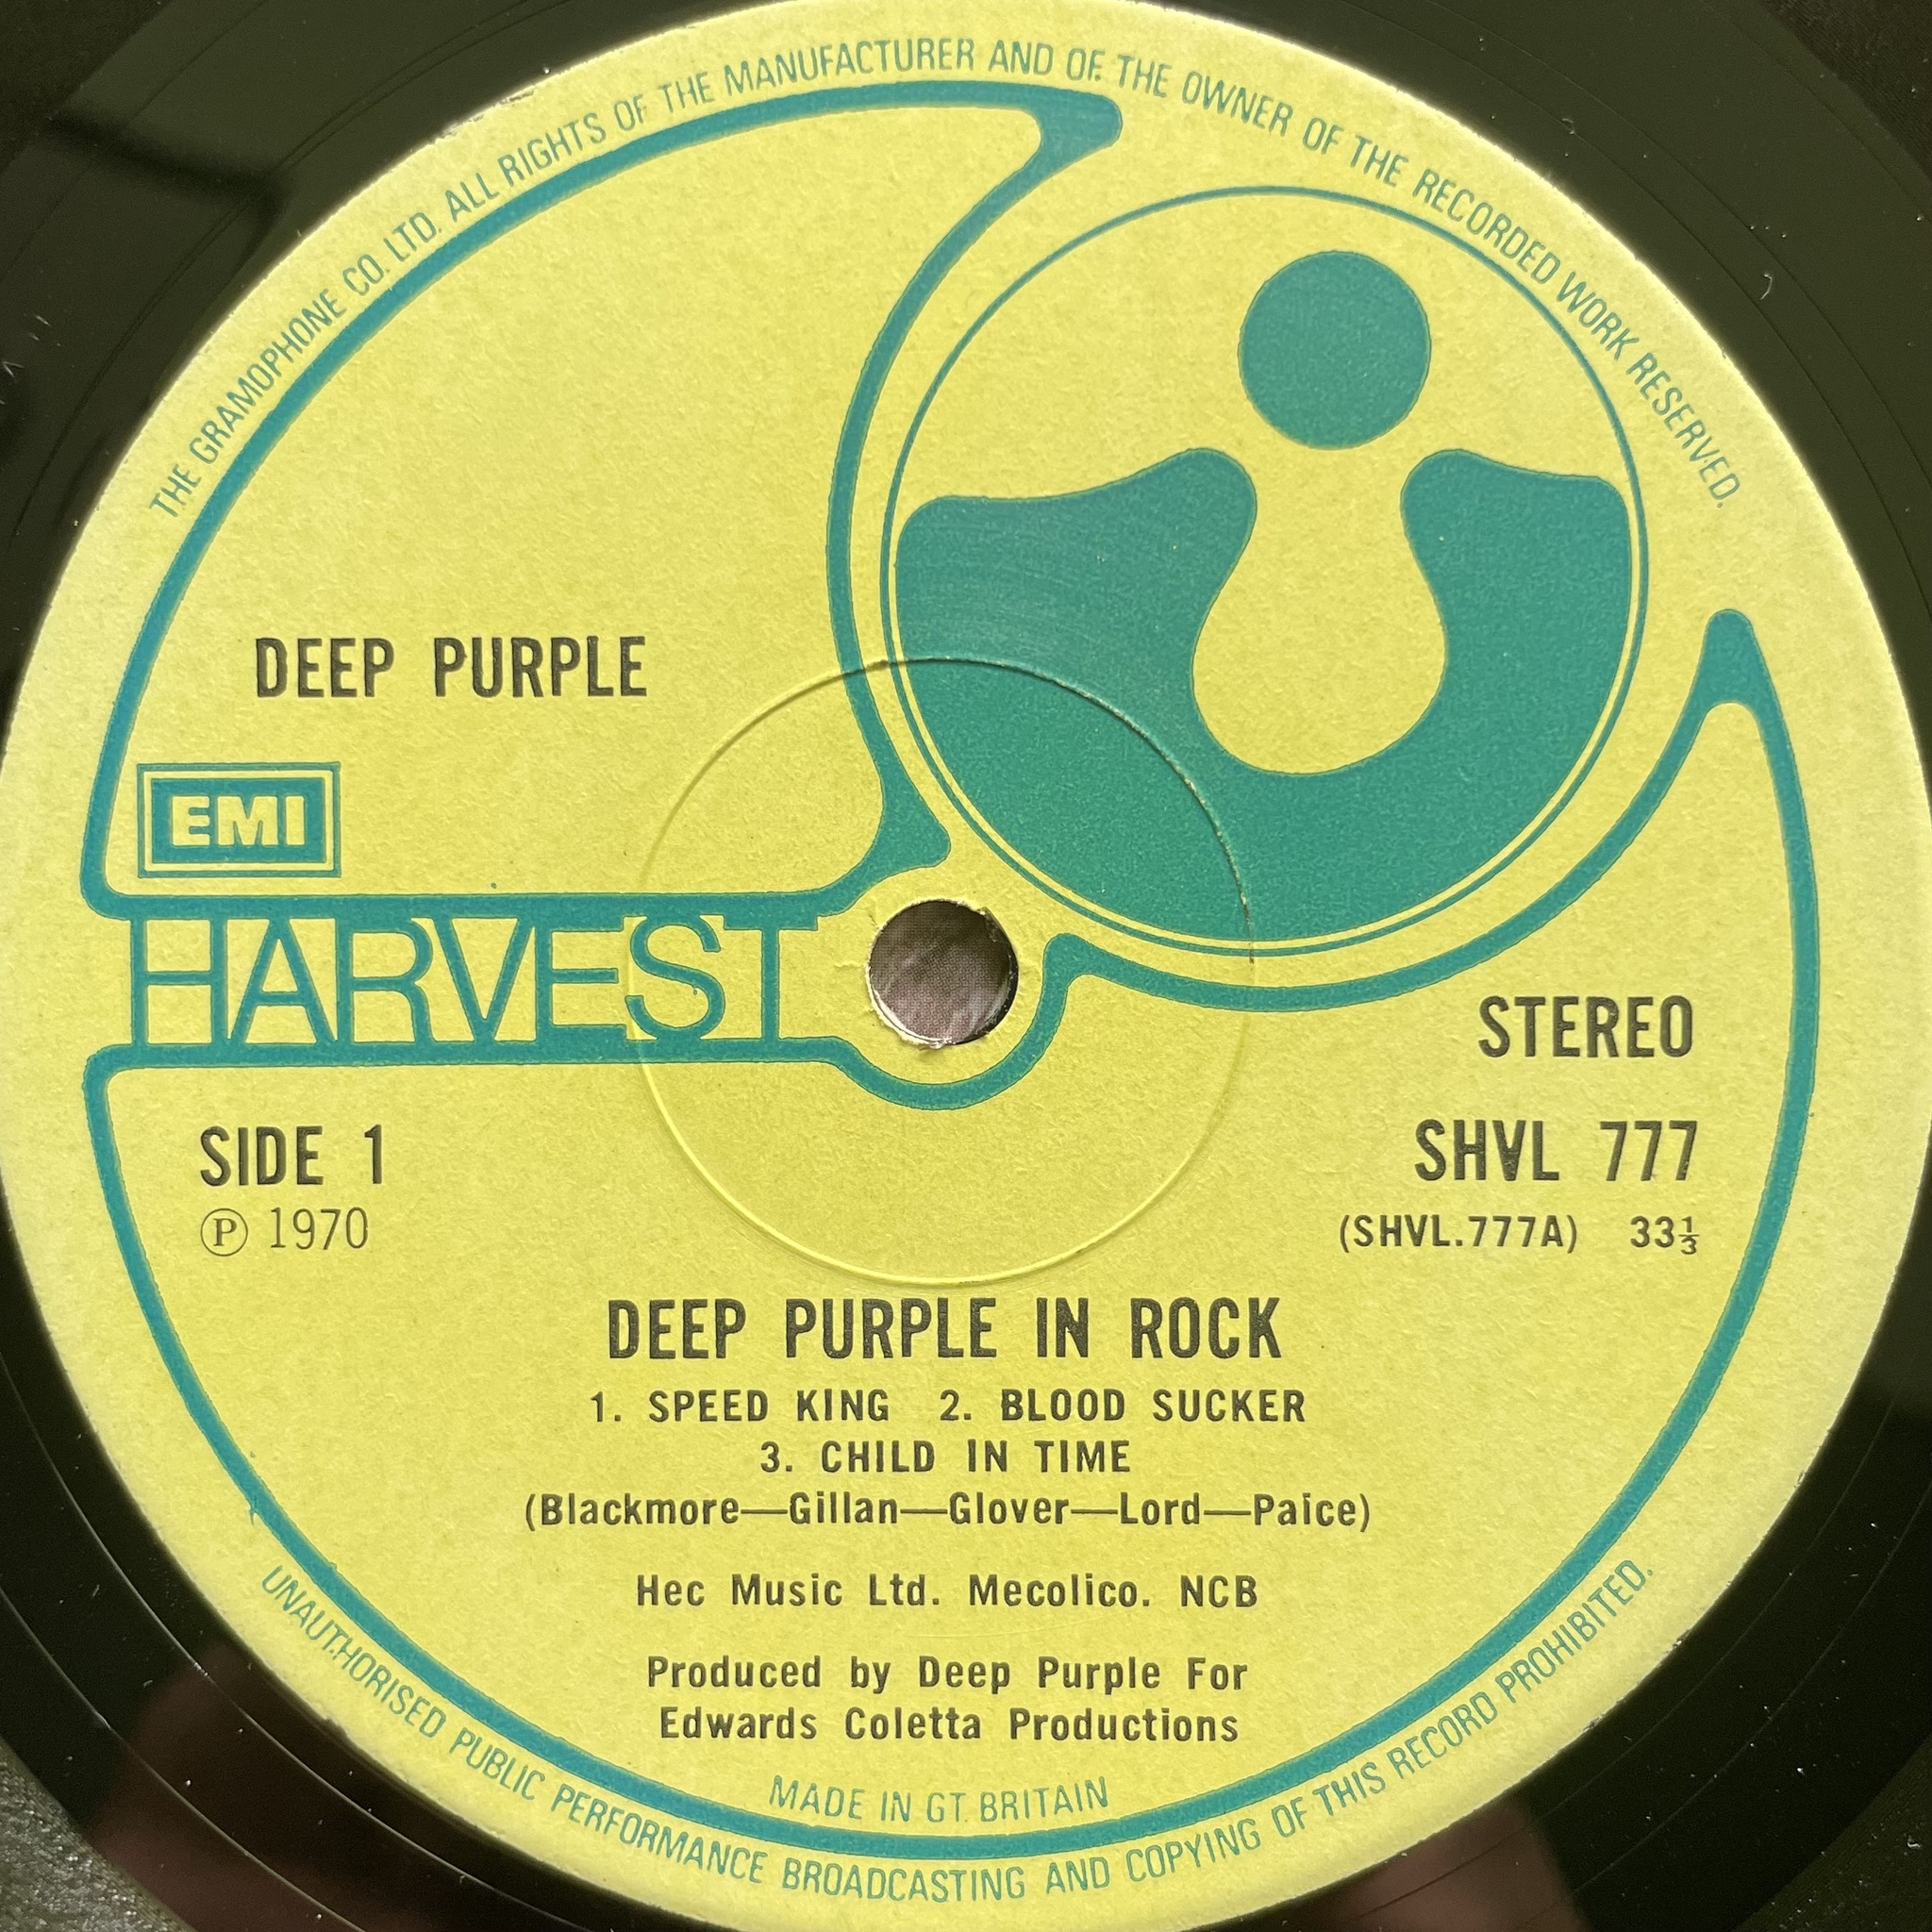 THE GRAMOPHONE CO. LTD. ALL RIGHTS OF THE MANUFACTURER AND OF THE OWNER OF THE RECORDED WORK RESERVED.
DEEP PURPLE
EMI
HARVEST
STEREO
SIDE 1
SHVL 777
Ⓟ 1970
(SHVL.777A) 33⅓
DEEP PURPLE IN ROCK
1. SPEED KING 2. BLOOD SUCKER
3. CHILD IN TIME
(Blackmore—Gillan—Glover—Lord—Paice)
Hec Music Ltd. Mecolico. NCB
Produced by Deep Purple For
Edwards Coletta Productions
MADE IN GT. BRITAIN
UNAUTHORISED PUBLIC PERFORMANCE BROADCASTING AND COPYING OF THIS RECORD PROHIBITED.